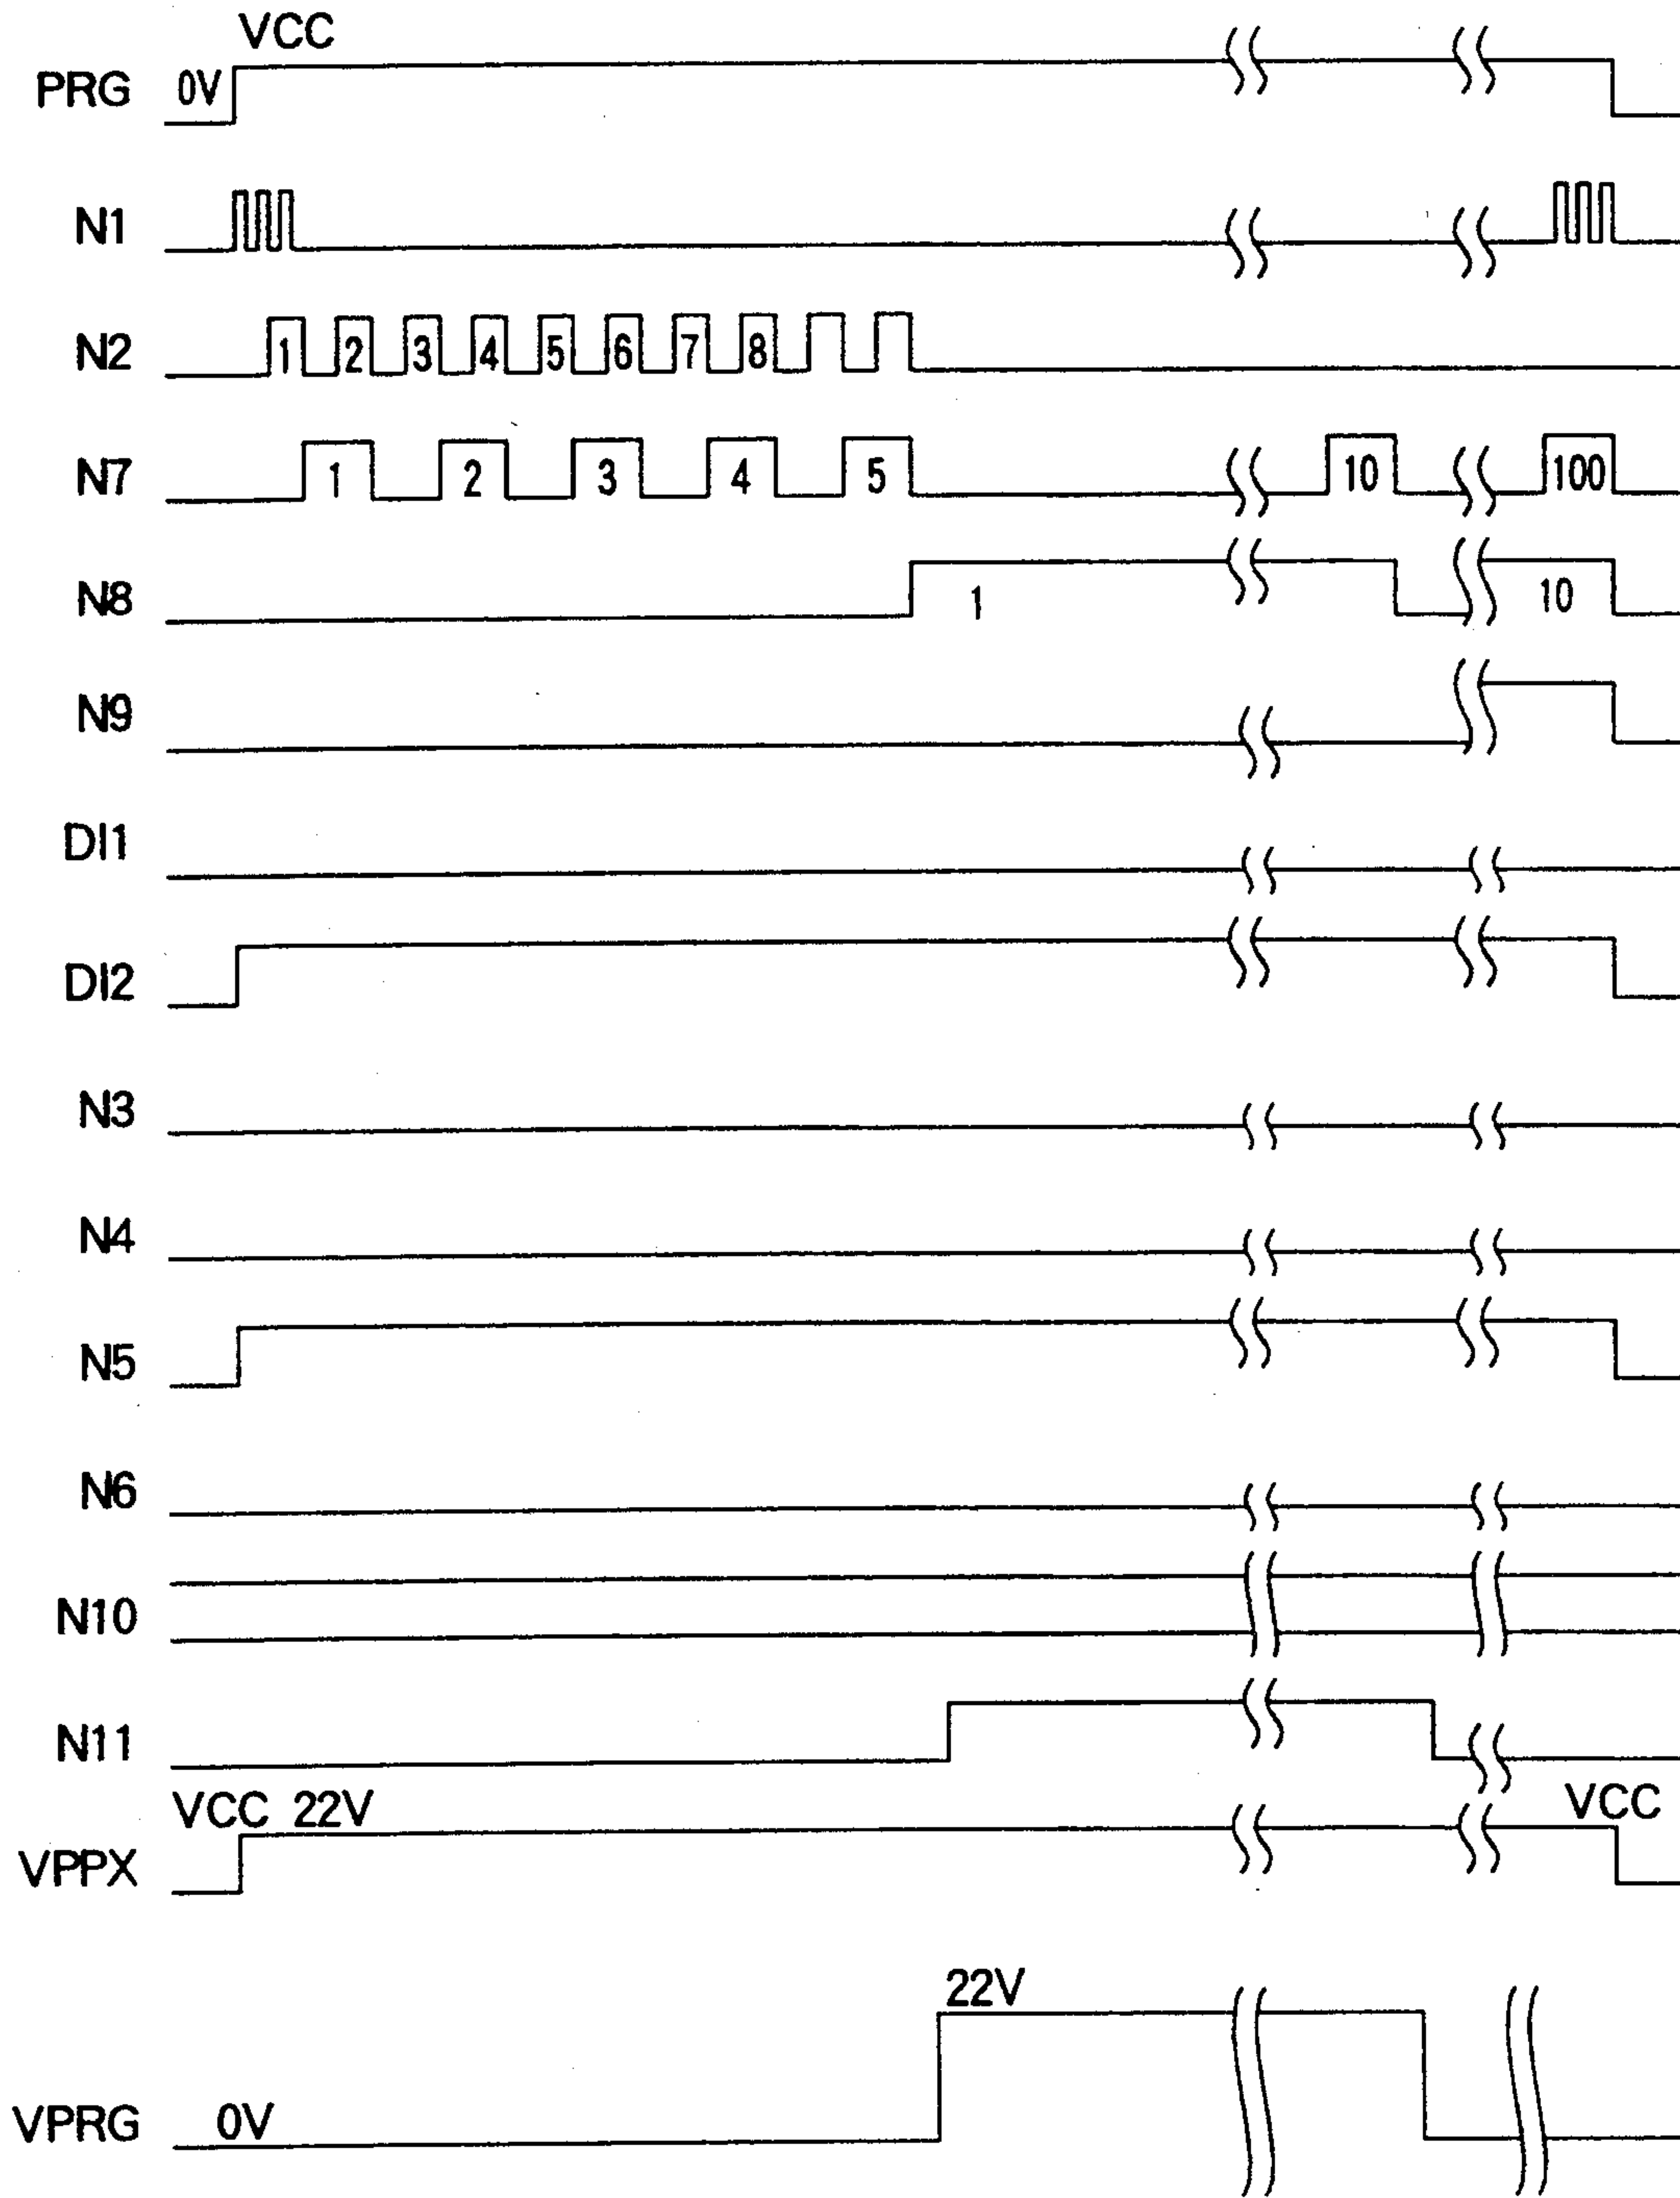 VCC
PRG 0V
N1
N2 1 2 3 4 5 6 7 8
N7 1 2 3 4 5 10 100
N8 1 10
N9
DI1
DI2
N3
N4
N5
N6
N10
N11
VCC 22V VCC
VPPX
22V
VPRG 0V